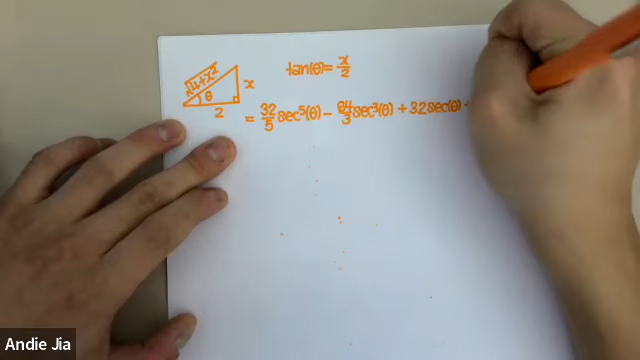 tan(θ) = x/2
√4+x²
θ
x
2
= 32/5 sec⁵(θ) − 64/3 sec³(θ) + 32 sec(θ) +
Andie Jia